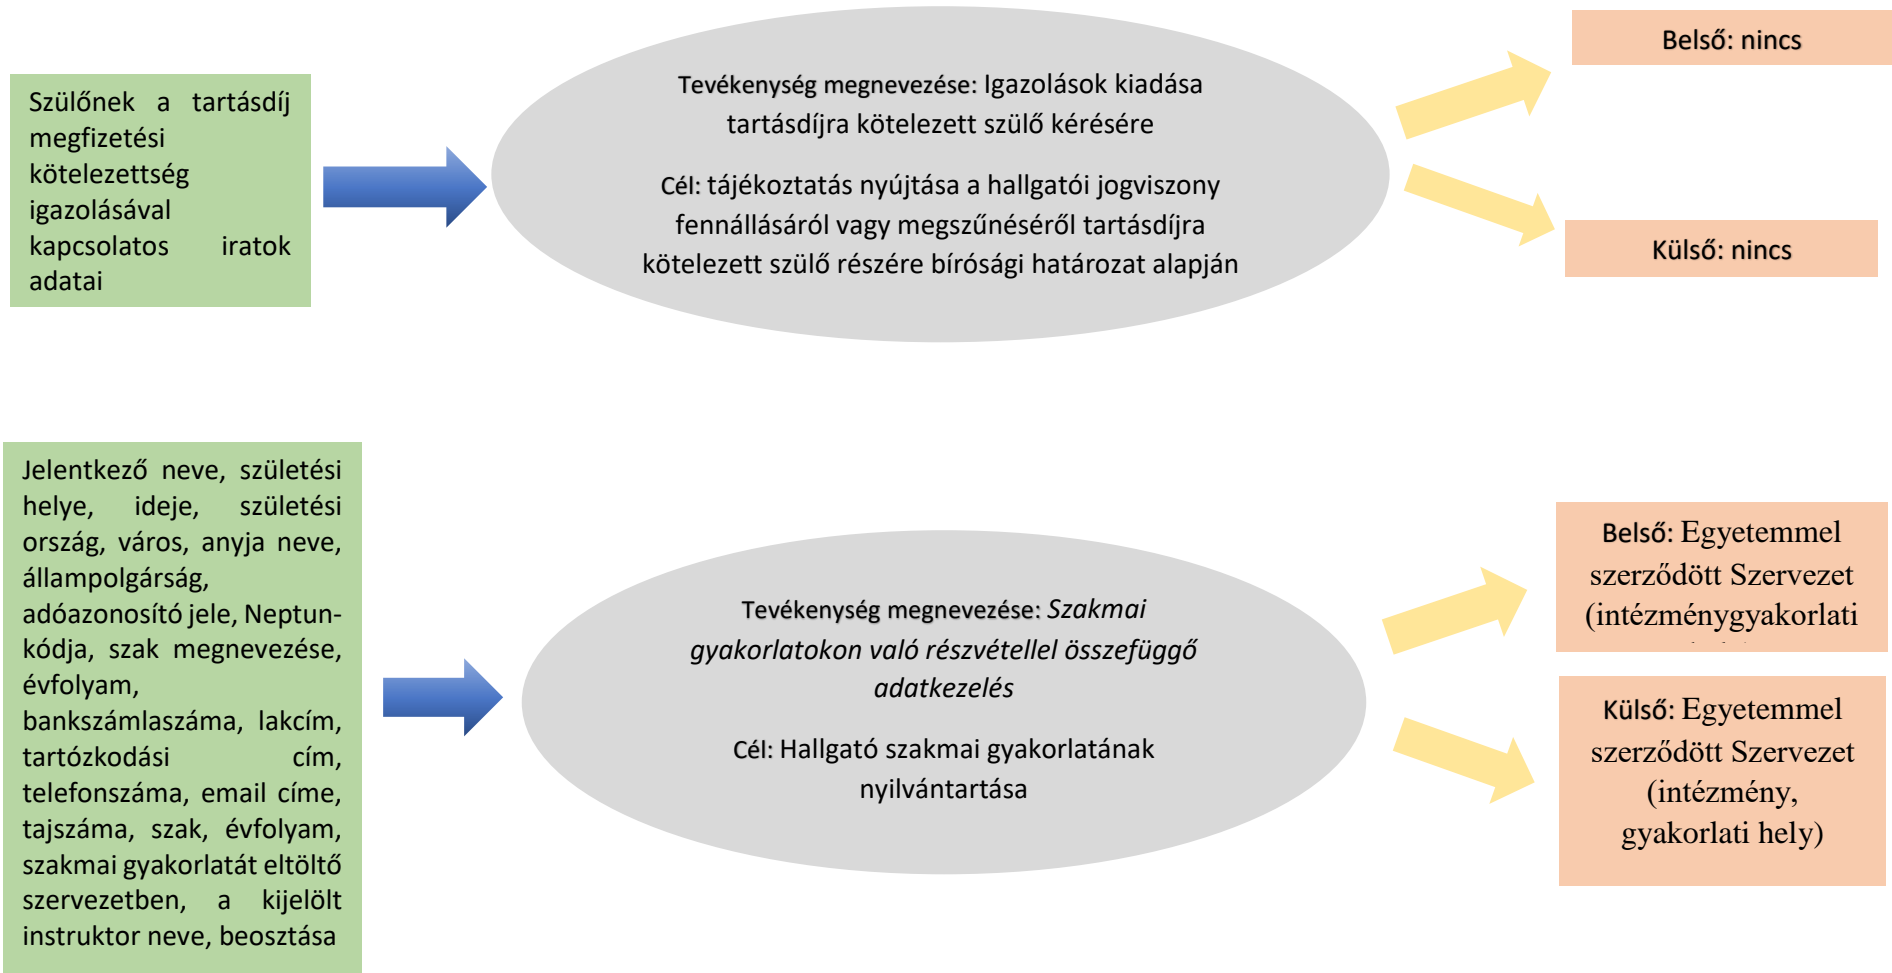 Szülőnek a tartásdíj
megfizetési
kötelezettség
igazolásával
kapcsolatos iratok
adatai
Tevékenység megnevezése: Igazolások kiadása
tartásdíjra kötelezett szülő kérésére
Cél: tájékoztatás nyújtása a hallgatói jogviszony
fennállásáról vagy megszűnéséről tartásdíjra
kötelezett szülő részére bírósági határozat alapján
Belső: nincs
Külső: nincs
Jelentkező neve, születési
helye, ideje, születési
ország, város, anyja neve,
állampolgárság,
adóazonosító jele, Neptun-
kódja, szak megnevezése,
évfolyam,
bankszámlaszáma, lakcím,
tartózkodási cím,
telefonszáma, email címe,
tajszáma, szak, évfolyam,
szakmai gyakorlatát eltöltő
szervezetben, a kijelölt
instruktor neve, beosztása
Tevékenység megnevezése: Szakmai
gyakorlatokon való részvétellel összefüggő
adatkezelés
Cél: Hallgató szakmai gyakorlatának
nyilvántartása
Belső: Egyetemmel
szerződött Szervezet
(intézménygyakorlati
Külső: Egyetemmel
szerződött Szervezet
(intézmény,
gyakorlati hely)